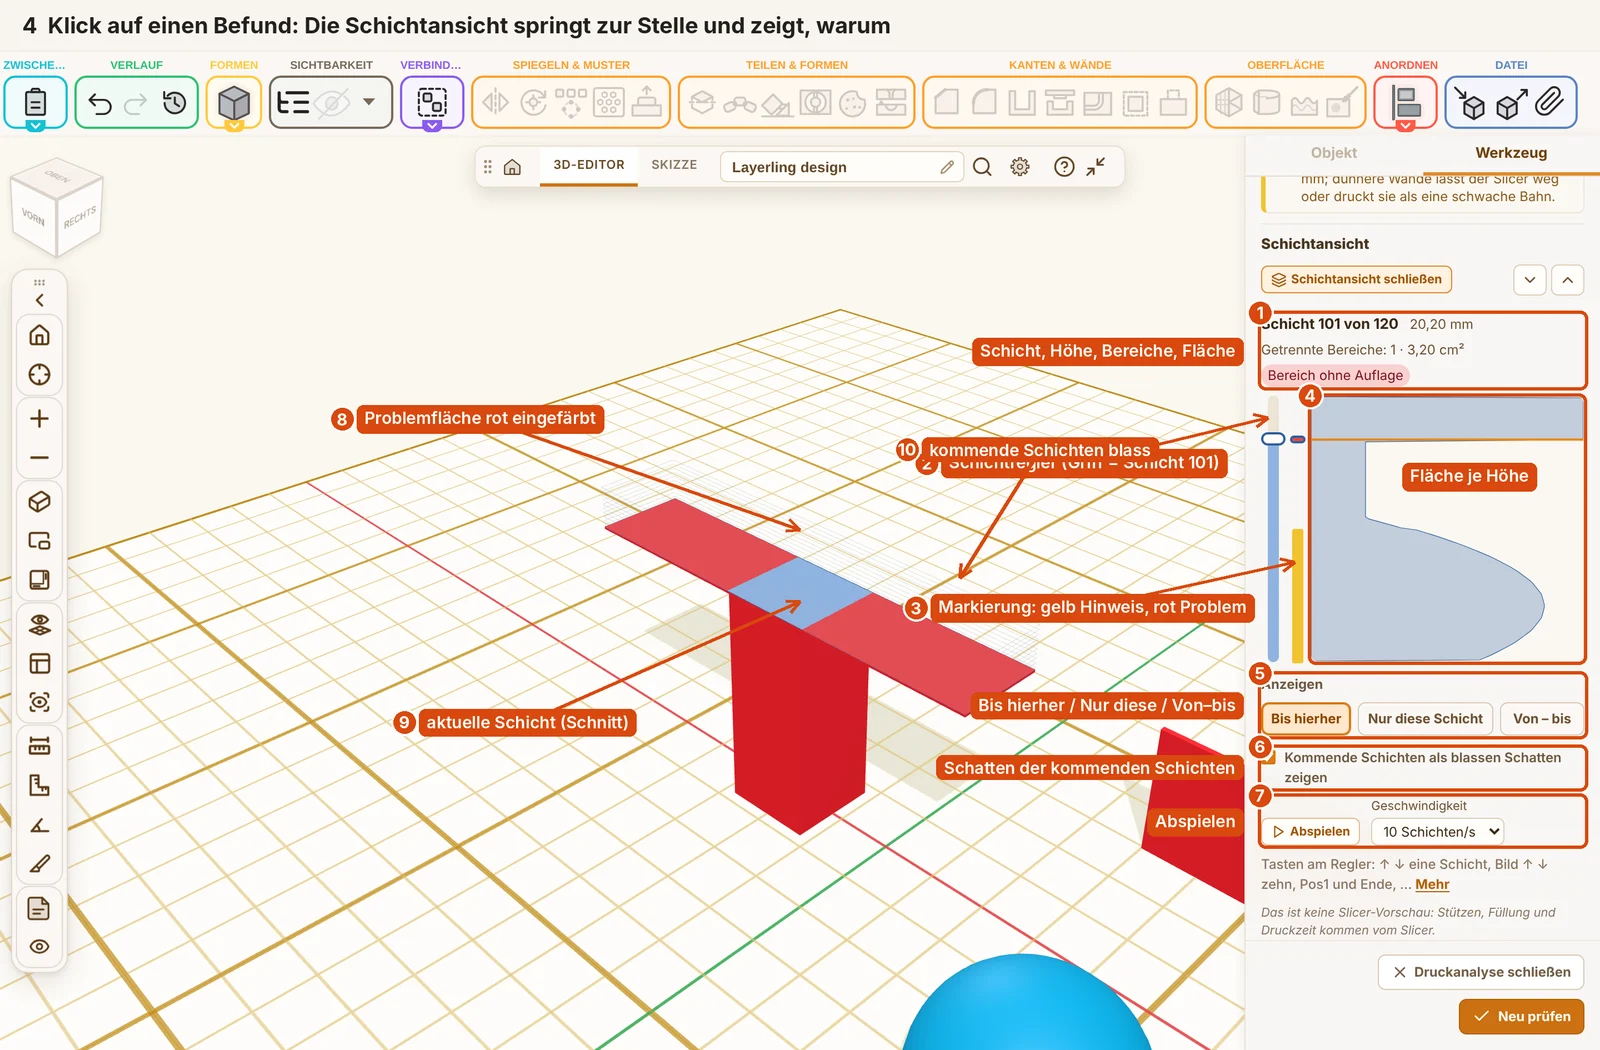 4 Klick auf einen Befund: Die Schichtansicht springt zur Stelle und zeigt, warum
ZWISCHE...
VERLAUF
FORMEN
SICHTBARKEIT
VERBIND...
SPIEGELN & MUSTER
TEILEN & FORMEN
KANTEN & WÄNDE
OBERFLÄCHE
ANORDNEN
DATEI
OBEN
VORN
RECHTS
3D-EDITOR
SKIZZE
Layerling design
Objekt
Werkzeug
mm; dünnere Wände lässt der Slicer weg
oder druckt sie als eine schwache Bahn.
Schichtansicht
Schichtansicht schließen
1
Schicht 101 von 120 20,20 mm
Getrennte Bereiche: 1 · 3,20 cm²
Bereich ohne Auflage
Schicht, Höhe, Bereiche, Fläche
4
Fläche je Höhe
8 Problemfläche rot eingefärbt
10 kommende Schichten blass
2 Schichtregler (Griff = Schicht 101)
3 Markierung: gelb Hinweis, rot Problem
9 aktuelle Schicht (Schnitt)
5
Anzeigen
Bis hierher / Nur diese / Von–bis
Bis hierher
Nur diese Schicht
Von – bis
6
Schatten der kommenden Schichten
Kommende Schichten als blassen Schatten
zeigen
7
Geschwindigkeit
Abspielen
Abspielen
10 Schichten/s
Tasten am Regler: ↑ ↓ eine Schicht, Bild ↑ ↓
zehn, Pos1 und Ende, ... Mehr
Das ist keine Slicer-Vorschau: Stützen, Füllung und
Druckzeit kommen vom Slicer.
Druckanalyse schließen
Neu prüfen